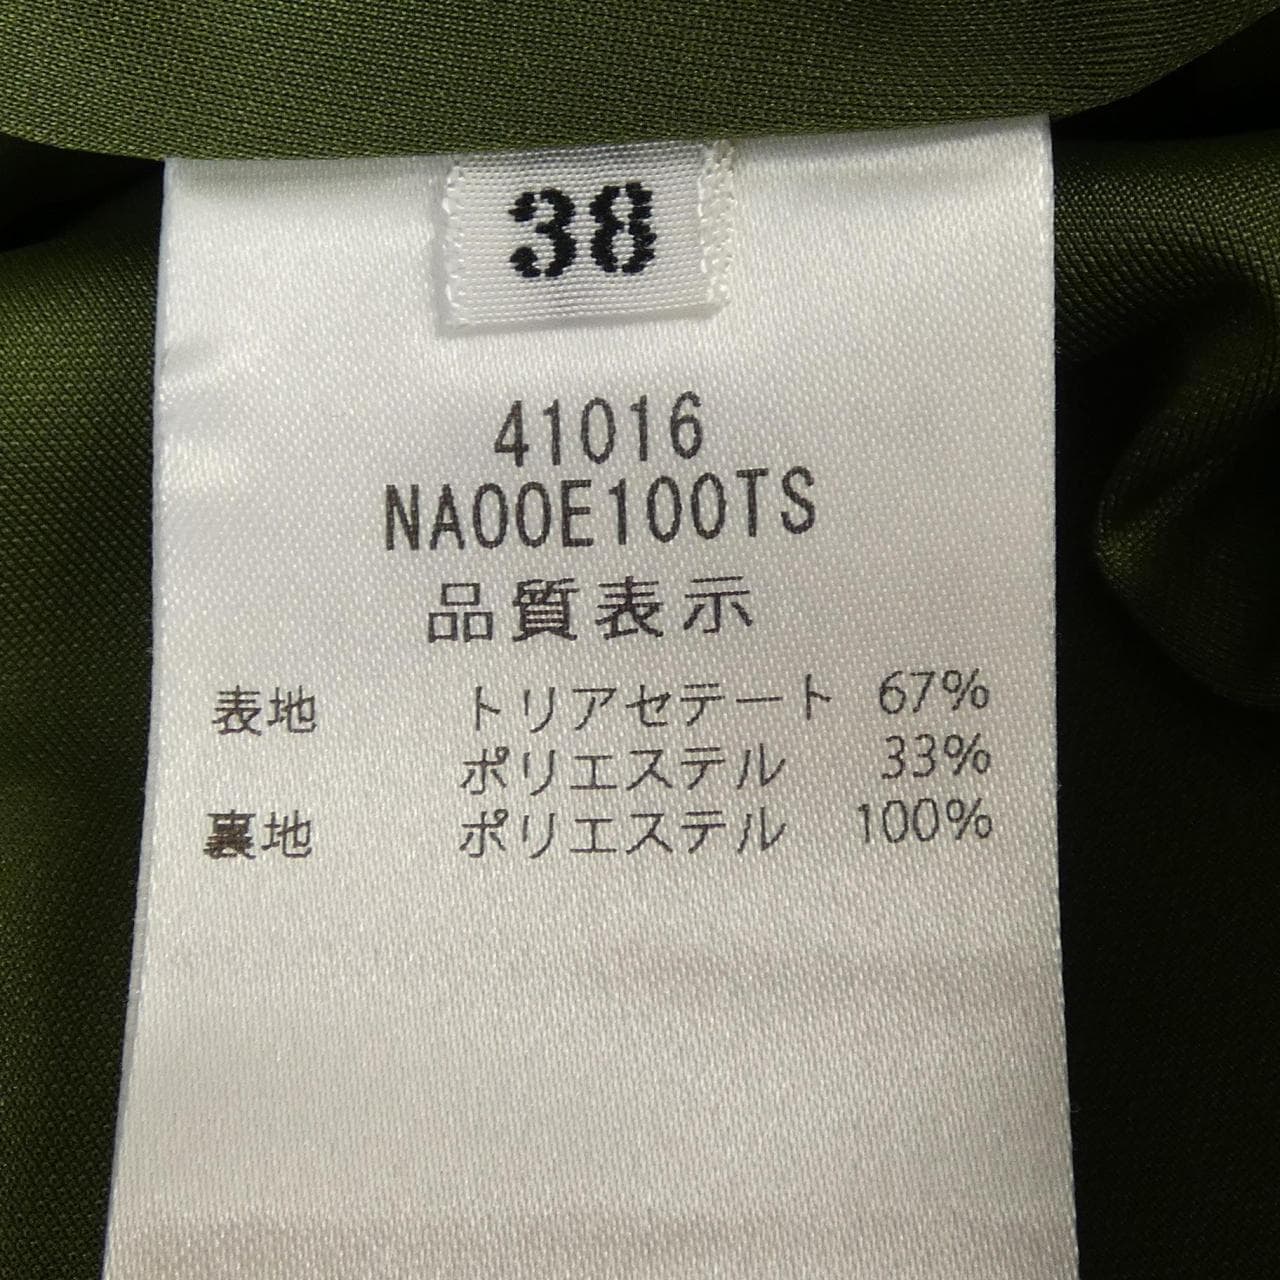 38
41016
NA00E100TS
品質表示
表地 トリアセテート 67%
ポリエステル 33%
裏地 ポリエステル 100%